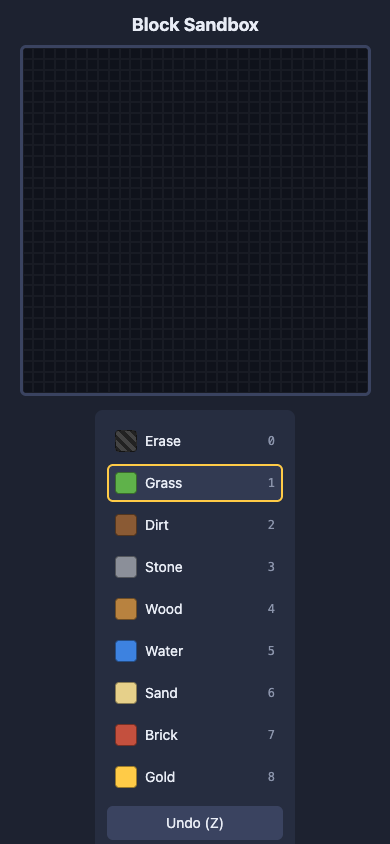 Block Sandbox
Erase 0
Grass 1
Dirt 2
Stone 3
Wood 4
Water 5
Sand 6
Brick 7
Gold 8
Undo (Z)